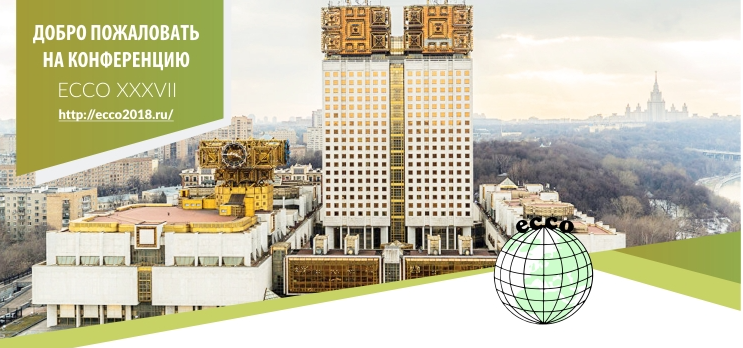 ДОБРО ПОЖАЛОВАТЬ
НА КОНФЕРЕНЦИЮ
ECCO XXXVII
http://ecco2018.ru/
ecco